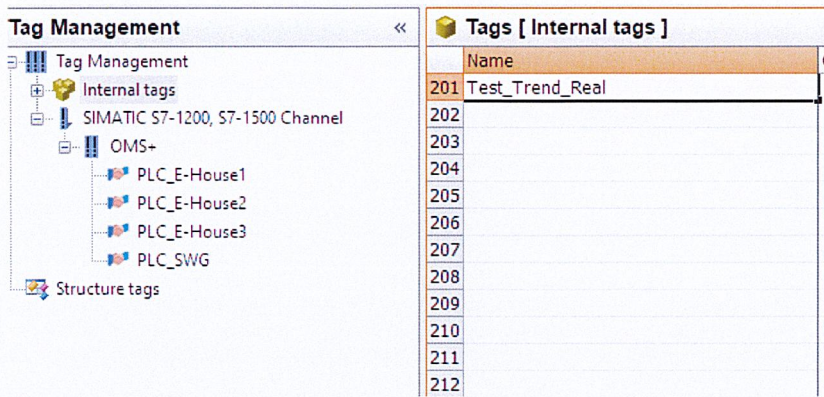 Tag Management «
Tag Management
Internal tags
SIMATIC S7-1200, S7-1500 Channel
OMS+
PLC_E-House1
PLC_E-House2
PLC_E-House3
PLC_SWG
Structure tags
Tags [ Internal tags ]
Name
201 Test_Trend_Real
202
203
204
205
206
207
208
209
210
211
212